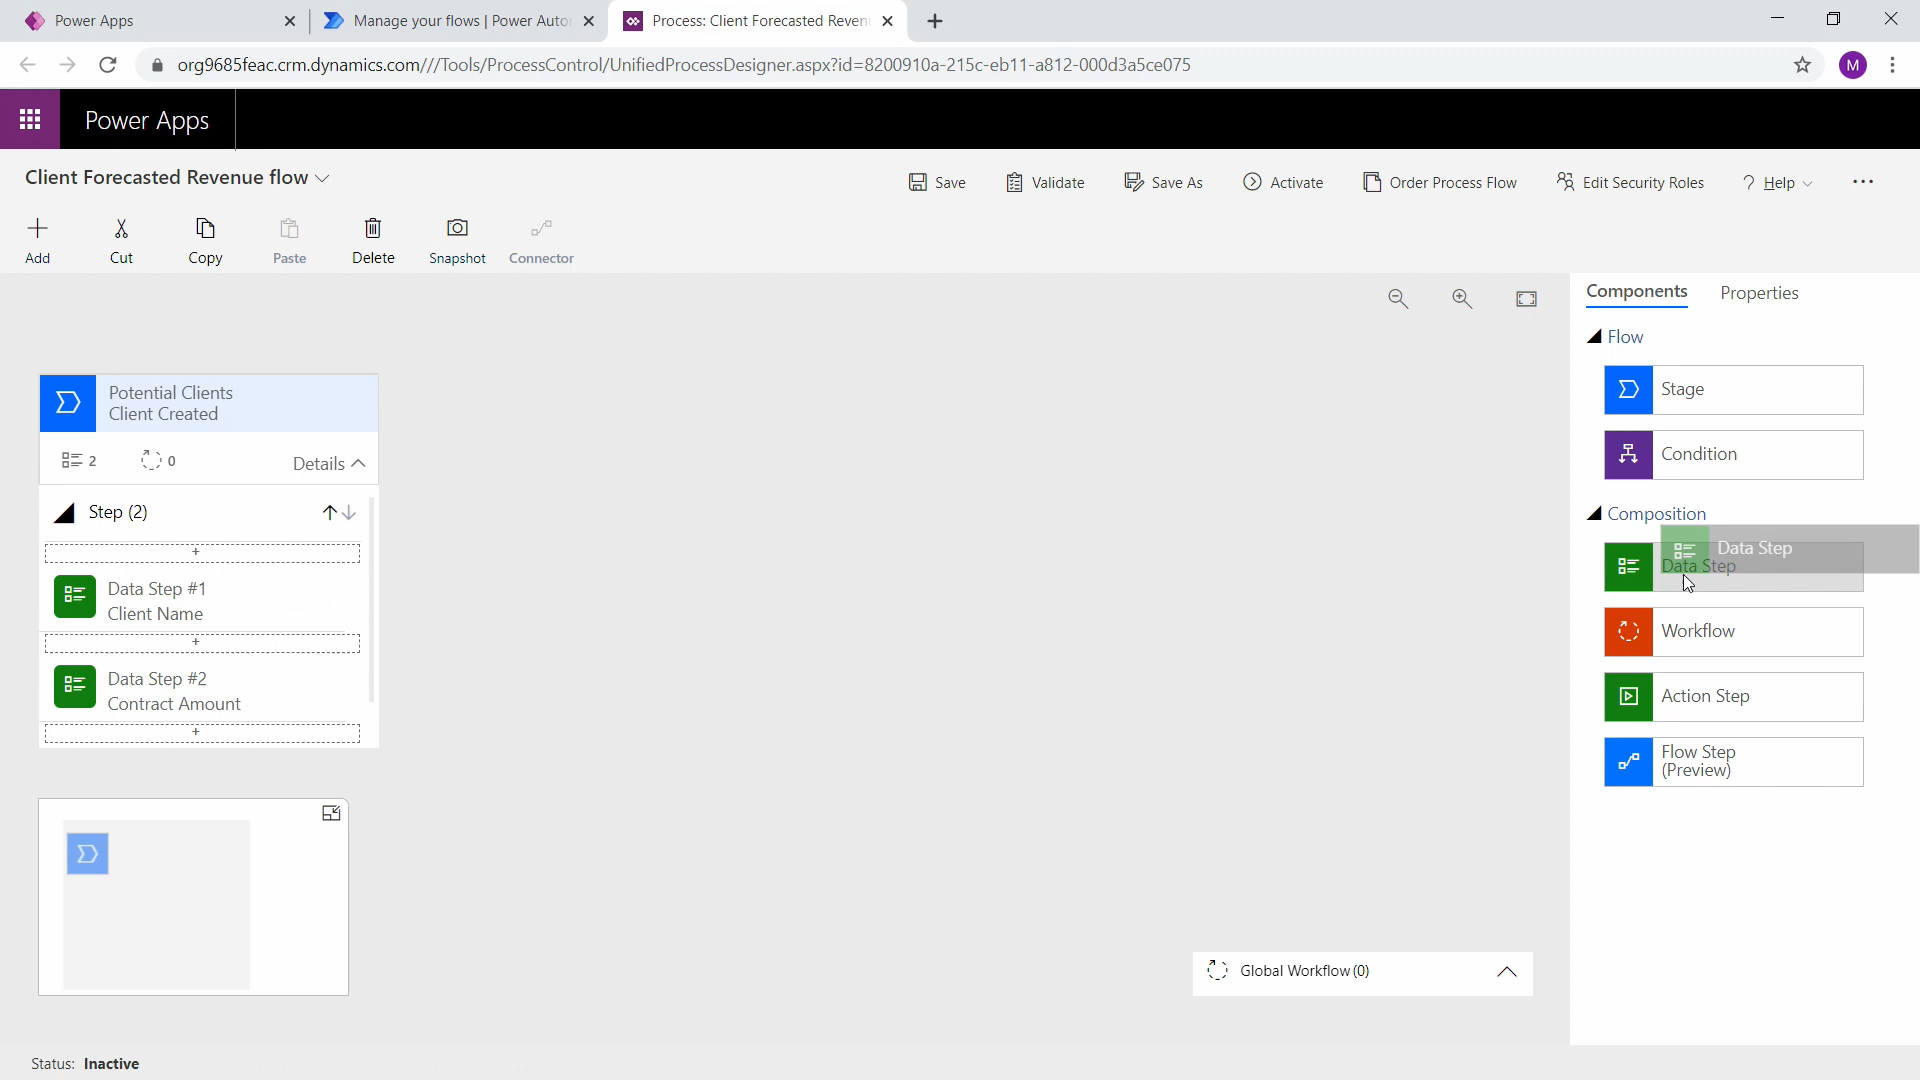 Power Apps
Manage your flows | Power Auto
Process: Client Forecasted Reven
org9685feac.crm.dynamics.com///Tools/ProcessControl/UnifiedProcessDesigner.aspx?id=8200910a-215c-eb11-a812-000d3a5ce075
M
Power Apps
Client Forecasted Revenue flow
Save
Validate
Save As
Activate
Order Process Flow
Edit Security Roles
? Help
...
Add
Cut
Copy
Paste
Delete
Snapshot
Connector
Components
Properties
Flow
Stage
Condition
Composition
Data Step
Data Step
Workflow
Action Step
Flow Step
(Preview)
Potential Clients
Client Created
2
0
Details
Step (2)
+
Data Step #1
Client Name
+
Data Step #2
Contract Amount
+
Global Workflow (0)
Status: Inactive